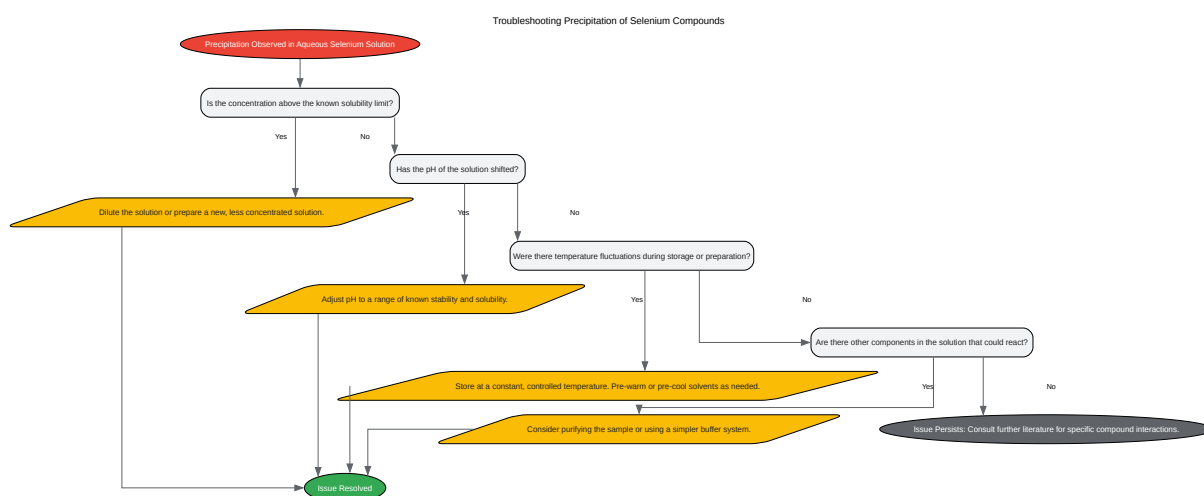 Troubleshooting Precipitation of Selenium Compounds
Precipitation Observed in Aqueous Selenium Solution
Is the concentration above the known solubility limit?
Yes
No
Has the pH of the solution shifted?
Dilute the solution or prepare a new, less concentrated solution.
Yes
No
Were there temperature fluctuations during storage or preparation?
Adjust pH to a range of known stability and solubility.
Yes
No
Are there other components in the solution that could react?
Store at a constant, controlled temperature. Pre-warm or pre-cool solvents as needed.
Yes
No
Consider purifying the sample or using a simpler buffer system.
Issue Persists: Consult further literature for specific compound interactions.
Issue Resolved